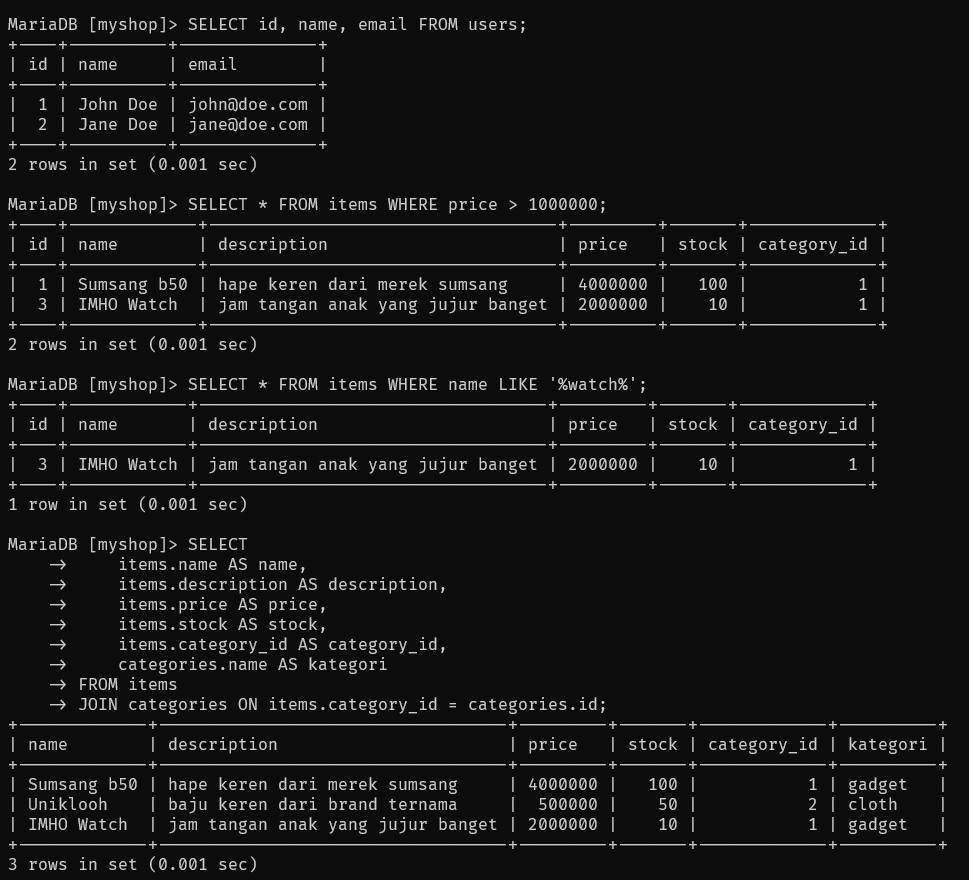 MariaDB [myshop]> SELECT id, name, email FROM users;
+----+----------+--------------+
| id | name     | email        |
+----+----------+--------------+
|  1 | John Doe | john@doe.com |
|  2 | Jane Doe | jane@doe.com |
+----+----------+--------------+
2 rows in set (0.001 sec)

MariaDB [myshop]> SELECT * FROM items WHERE price > 1000000;
+----+-------------+-----------------------------------+---------+-------+-------------+
| id | name        | description                       | price   | stock | category_id |
+----+-------------+-----------------------------------+---------+-------+-------------+
|  1 | Sumsang b50 | hape keren dari merek sumsang     | 4000000 |   100 |           1 |
|  3 | IMHO Watch  | jam tangan anak yang jujur banget | 2000000 |    10 |           1 |
+----+-------------+-----------------------------------+---------+-------+-------------+
2 rows in set (0.001 sec)

MariaDB [myshop]> SELECT * FROM items WHERE name LIKE '%watch%';
+----+------------+-----------------------------------+---------+-------+-------------+
| id | name       | description                       | price   | stock | category_id |
+----+------------+-----------------------------------+---------+-------+-------------+
|  3 | IMHO Watch | jam tangan anak yang jujur banget | 2000000 |    10 |           1 |
+----+------------+-----------------------------------+---------+-------+-------------+
1 row in set (0.001 sec)

MariaDB [myshop]> SELECT
    ->     items.name AS name,
    ->     items.description AS description,
    ->     items.price AS price,
    ->     items.stock AS stock,
    ->     items.category_id AS category_id,
    ->     categories.name AS kategori
    -> FROM items
    -> JOIN categories ON items.category_id = categories.id;
+-------------+-----------------------------------+---------+-------+-------------+----------+
| name        | description                       | price   | stock | category_id | kategori |
+-------------+-----------------------------------+---------+-------+-------------+----------+
| Sumsang b50 | hape keren dari merek sumsang     | 4000000 |   100 |           1 | gadget   |
| Uniklooh    | baju keren dari brand ternama     |  500000 |    50 |           2 | cloth    |
| IMHO Watch  | jam tangan anak yang jujur banget | 2000000 |    10 |           1 | gadget   |
+-------------+-----------------------------------+---------+-------+-------------+----------+
3 rows in set (0.001 sec)